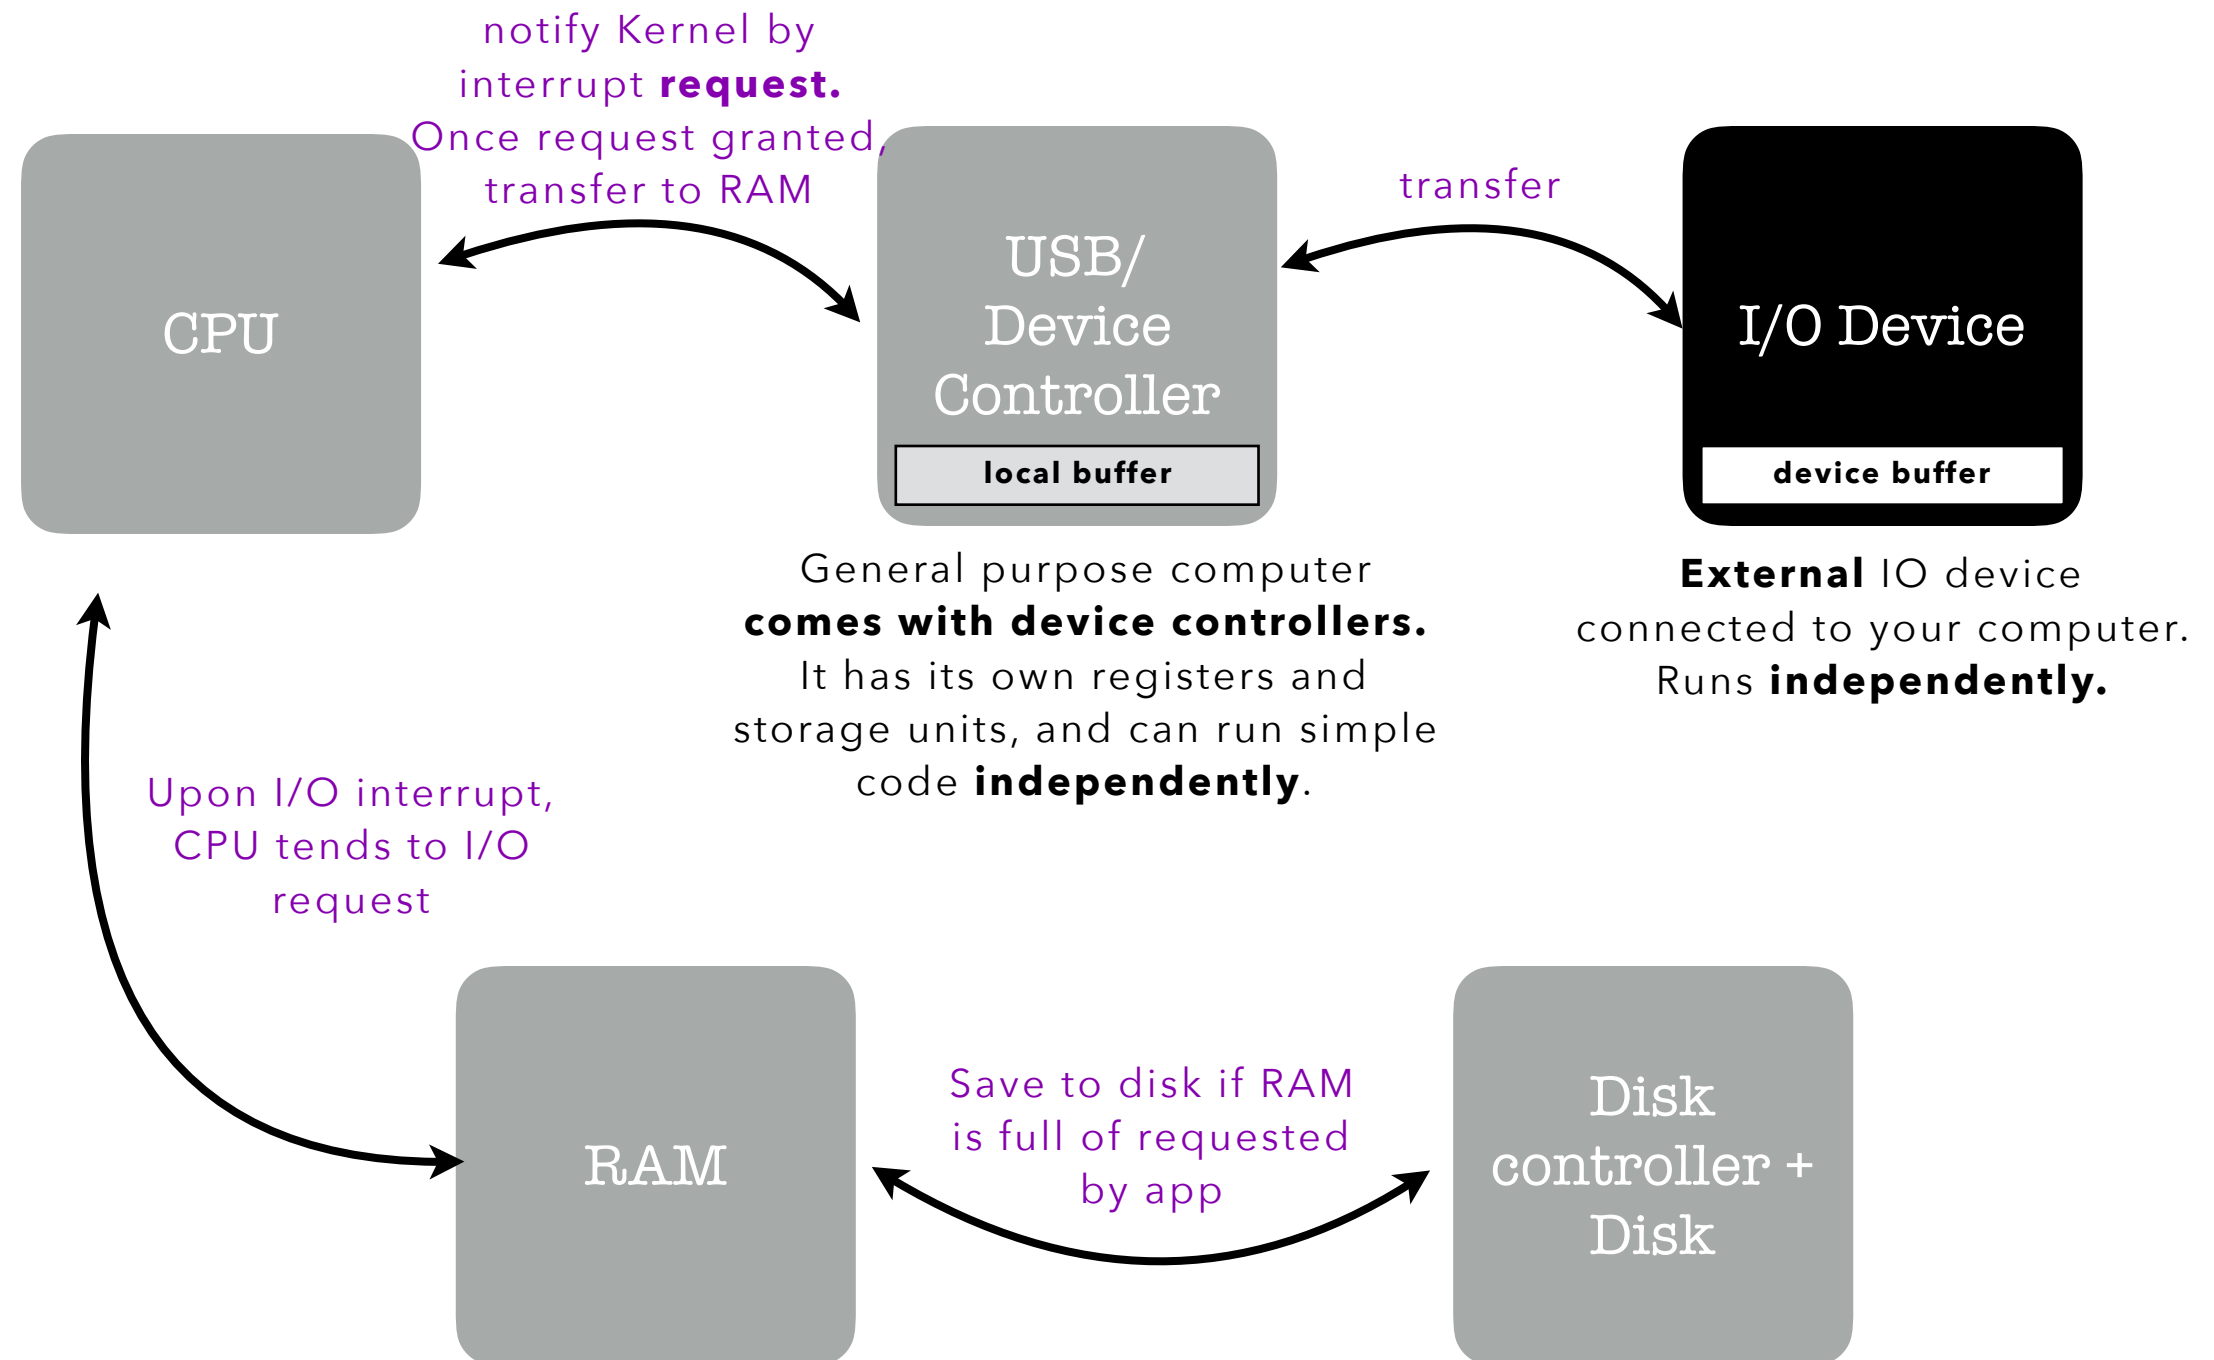 notify Kernel by
interrupt request.
Once request granted,
transfer to RAM
CPU
USB/
Device
Controller
local buffer
transfer
I/O Device
device buffer
General purpose computer
comes with device controllers.
It has its own registers and
storage units, and can run simple
code independently.
External IO device
connected to your computer.
Runs independently.
Upon I/O interrupt,
CPU tends to I/O
request
RAM
Save to disk if RAM
is full of requested
by app
Disk
controller +
Disk